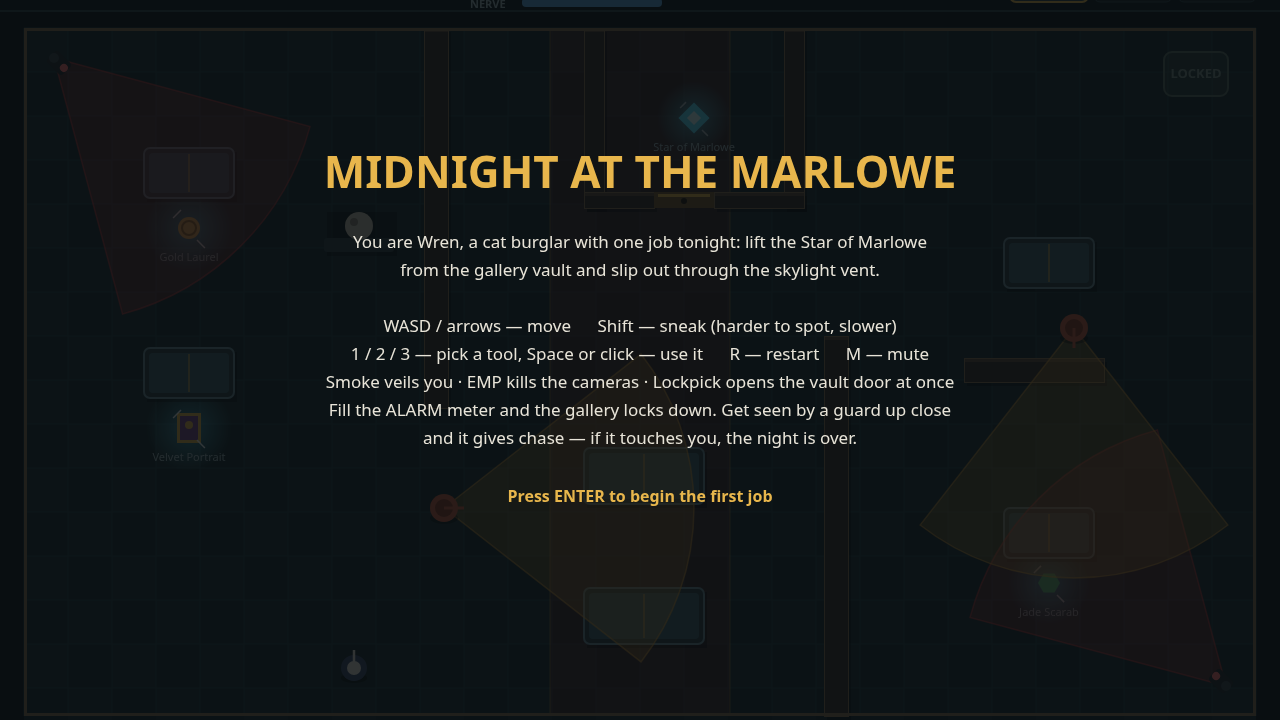 NERVE
LOCKED
Star of Marlowe
MIDNIGHT AT THE MARLOWE
You are Wren, a cat burglar with one job tonight: lift the Star of Marlowe
from the gallery vault and slip out through the skylight vent.
Gold Laurel
WASD / arrows — move Shift — sneak (harder to spot, slower)
1 / 2 / 3 — pick a tool, Space or click — use it R — restart M — mute
Smoke veils you · EMP kills the cameras · Lockpick opens the vault door at once
Fill the ALARM meter and the gallery locks down. Get seen by a guard up close
and it gives chase — if it touches you, the night is over.
Velvet Portrait
Press ENTER to begin the first job
Jade Scarab